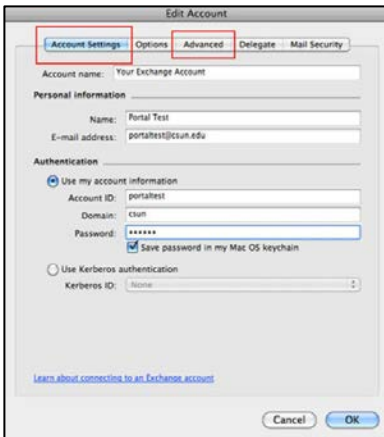 Edit Account
Account Settings Options Advanced Delegate Mail Security
Account name: Your Exchange Account
Personal information
Name: Portal Test
E-mail address: portaltest@csun.edu
Authentication
Use my account information
Account ID: portaltest
Domain: csun
Password: ••••••
Save password in my Mac OS keychain
Use Kerberos authentication
Kerberos ID: None
Learn about connecting to an Exchange account
Cancel OK